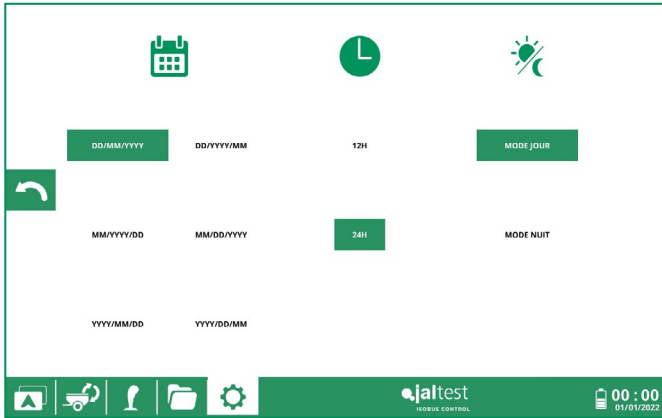 DD/MM/YYYY DD/YYYY/MM 12H MODE JOUR
MM/YYYY/DD MM/DD/YYYY 24H MODE NUIT
YYYY/MM/DD YYYY/DD/MM
jaltest
ISOBUS CONTROL
00 : 00
01/01/2022